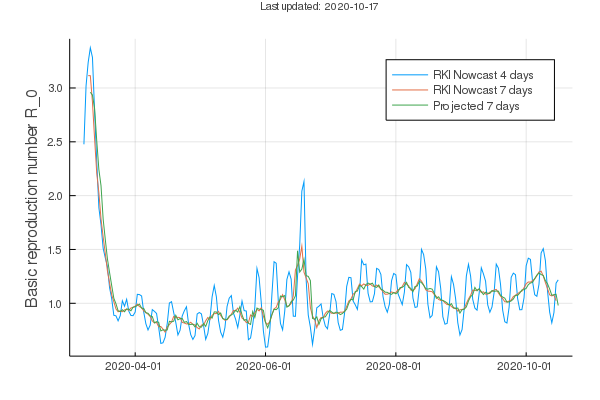 Last updated: 2020-10-17
RKI Nowcast 4 days
RKI Nowcast 7 days
Projected 7 days
Basic reproduction number R_0
3.0
2.5
2.0
1.5
1.0
2020-04-01
2020-06-01
2020-08-01
2020-10-01